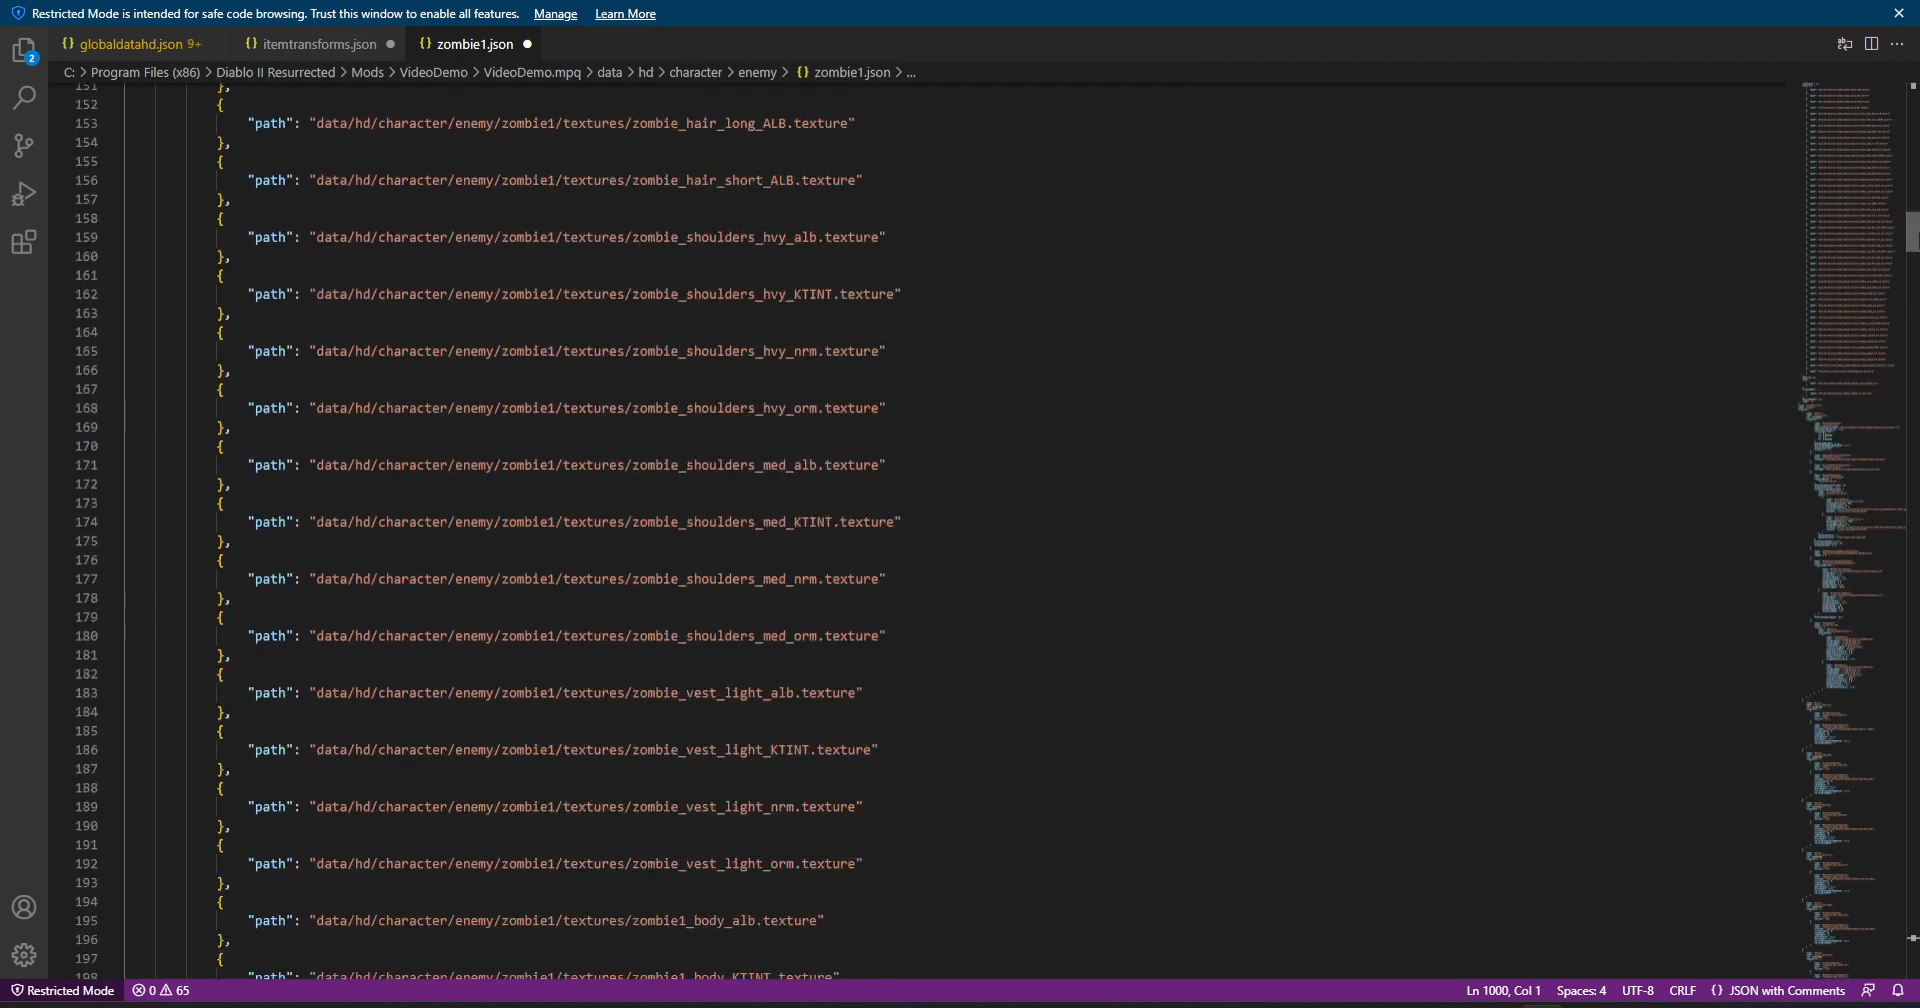 Restricted Mode is intended for safe code browsing. Trust this window to enable all features. Manage Learn More
{} globaldatahd.json 9+ {} itemtransforms.json {} zombie1.json
C: > Program Files (x86) > Diablo II Resurrected > Mods > VideoDemo > VideoDemo.mpq > data > hd > character > enemy > {} zombie1.json > ...
2
151 },
152 {
153 "path": "data/hd/character/enemy/zombie1/textures/zombie_hair_long_ALB.texture"
154 },
155 {
156 "path": "data/hd/character/enemy/zombie1/textures/zombie_hair_short_ALB.texture"
157 },
158 {
159 "path": "data/hd/character/enemy/zombie1/textures/zombie_shoulders_hvy_alb.texture"
160 },
161 {
162 "path": "data/hd/character/enemy/zombie1/textures/zombie_shoulders_hvy_KTINT.texture"
163 },
164 {
165 "path": "data/hd/character/enemy/zombie1/textures/zombie_shoulders_hvy_nrm.texture"
166 },
167 {
168 "path": "data/hd/character/enemy/zombie1/textures/zombie_shoulders_hvy_orm.texture"
169 },
170 {
171 "path": "data/hd/character/enemy/zombie1/textures/zombie_shoulders_med_alb.texture"
172 },
173 {
174 "path": "data/hd/character/enemy/zombie1/textures/zombie_shoulders_med_KTINT.texture"
175 },
176 {
177 "path": "data/hd/character/enemy/zombie1/textures/zombie_shoulders_med_nrm.texture"
178 },
179 {
180 "path": "data/hd/character/enemy/zombie1/textures/zombie_shoulders_med_orm.texture"
181 },
182 {
183 "path": "data/hd/character/enemy/zombie1/textures/zombie_vest_light_alb.texture"
184 },
185 {
186 "path": "data/hd/character/enemy/zombie1/textures/zombie_vest_light_KTINT.texture"
187 },
188 {
189 "path": "data/hd/character/enemy/zombie1/textures/zombie_vest_light_nrm.texture"
190 },
191 {
192 "path": "data/hd/character/enemy/zombie1/textures/zombie_vest_light_orm.texture"
193 },
194 {
195 "path": "data/hd/character/enemy/zombie1/textures/zombie1_body_alb.texture"
196 },
197 {
198 "path": "data/hd/character/enemy/zombie1/textures/zombie1_body_KTINT.texture"
Restricted Mode 0 65 Ln 1000, Col 1 Spaces: 4 UTF-8 CRLF {} JSON with Comments